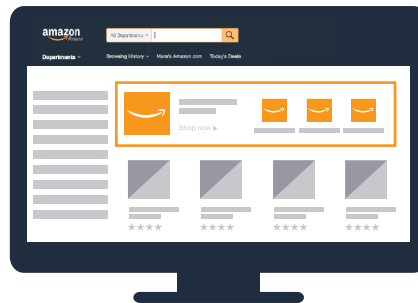 amazon
All Departments
Departments
Browsing History
Mara's Amazon.com
Today's Deals
Shop now